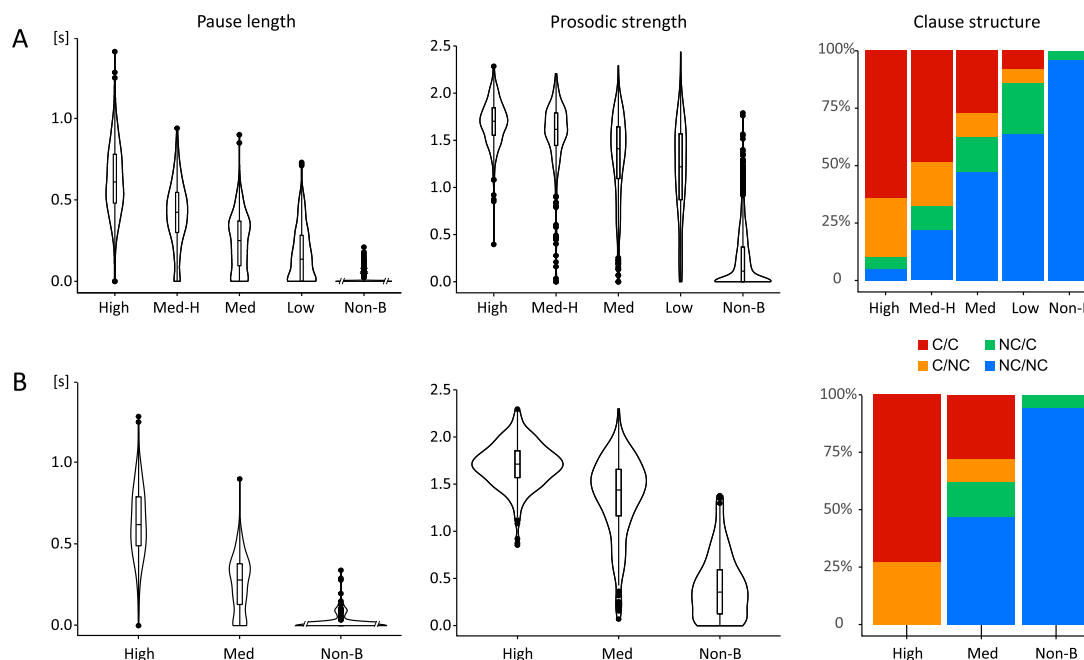 Pause length Prosodic strength Clause structure
A
[s] 2.5 100%
1.0 2.0 75%
0.5 1.5 50%
0.0 1.0 25%
0.5 0
0.0
High Med-H Med Low Non-B High Med-H Med Low Non-B High Med-H Med Low Non-B
C/C NC/C
C/NC NC/NC
B
[s] 2.5 100%
1.0 2.0 75%
0.5 1.5 50%
0.0 1.0 25%
0.5 0
0.0
High Med Non-B High Med Non-B High Med Non-B